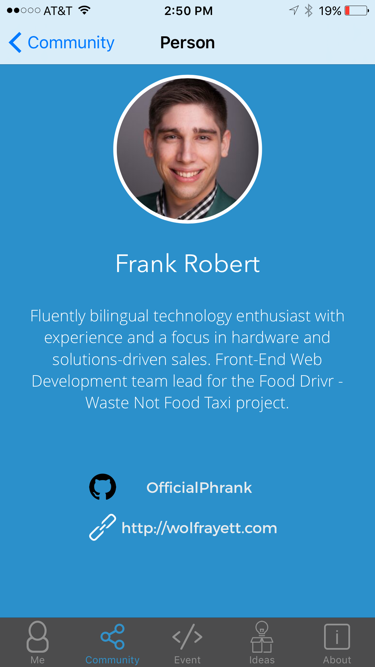 AT&T 2:50 PM 19%
Community Person
Frank Robert
Fluently bilingual technology enthusiast with
experience and a focus in hardware and
solutions-driven sales. Front-End Web
Development team lead for the Food Drivr -
Waste Not Food Taxi project.
OfficialPhrank
http://wolfrayett.com
Me Community Event Ideas About